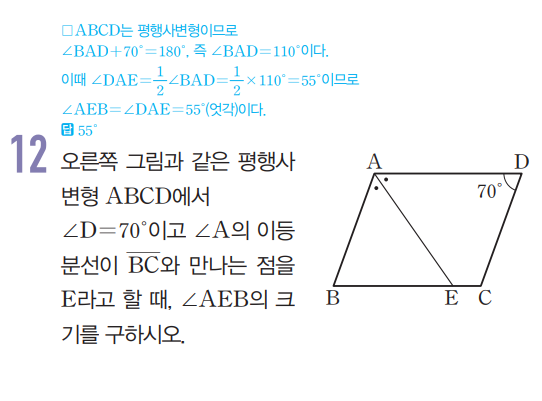 □ABCD는 평행사변형이므로
∠BAD+70°=180°, 즉 ∠BAD=110°이다.
이때 ∠DAE=1/2∠BAD=1/2×110°=55°이므로
∠AEB=∠DAE=55°(엇각)이다.
답 55°
12 오른쪽 그림과 같은 평행사
변형 ABCD에서
∠D=70°이고 ∠A의 이등
분선이 B̅C̅와 만나는 점을
E라고 할 때, ∠AEB의 크
기를 구하시오.
A D
70°
B E C